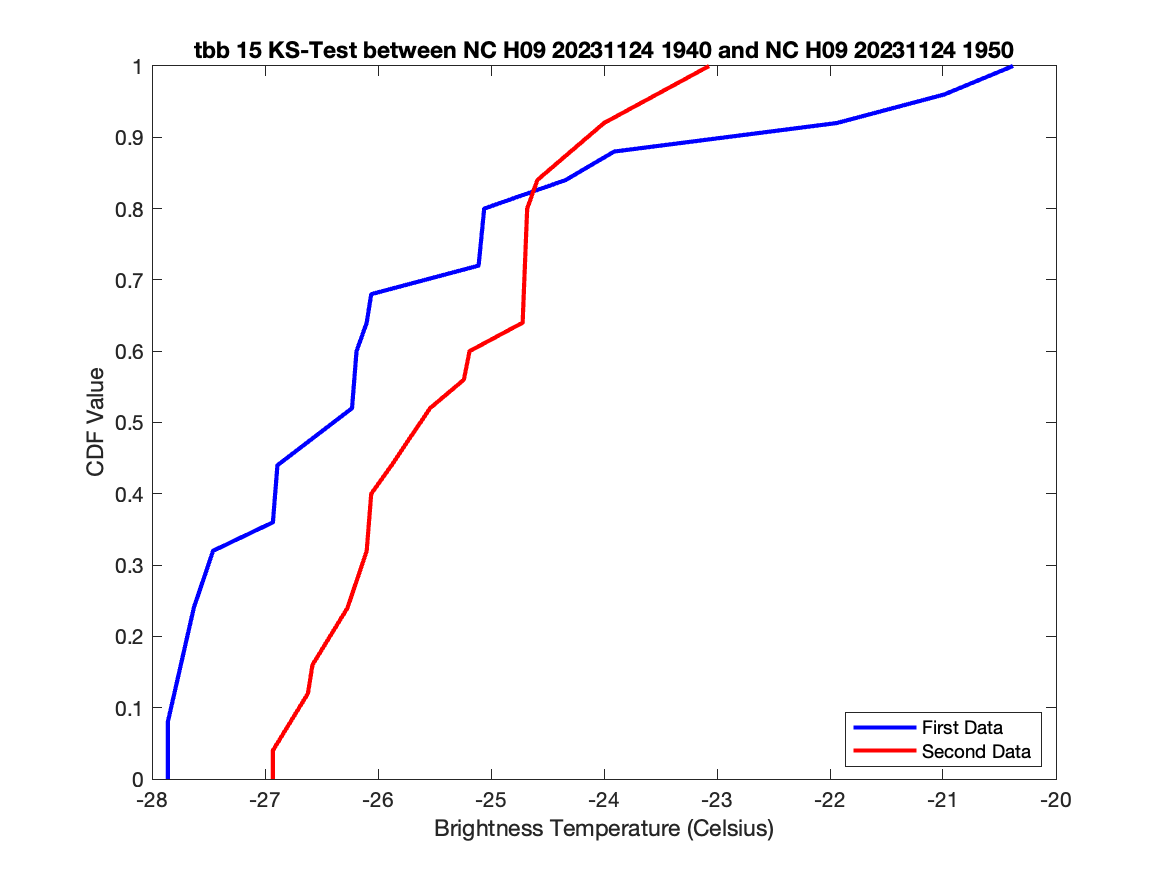 tbb 15 KS-Test between NC H09 20231124 1940 and NC H09 20231124 1950
1
0.9
0.8
0.7
0.6
0.5
0.4
0.3
0.2
0.1
0
CDF Value
First Data
Second Data
-28 -27 -26 -25 -24 -23 -22 -21 -20
Brightness Temperature (Celsius)